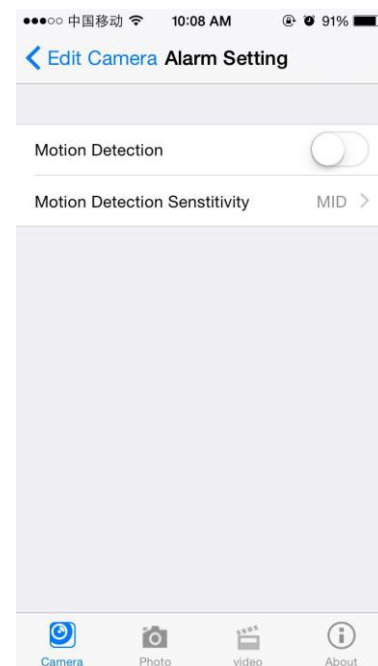 中国移动 10:08 AM 91%
Edit Camera Alarm Setting
Motion Detection
Motion Detection Senstitivity MID >
Camera Photo video About